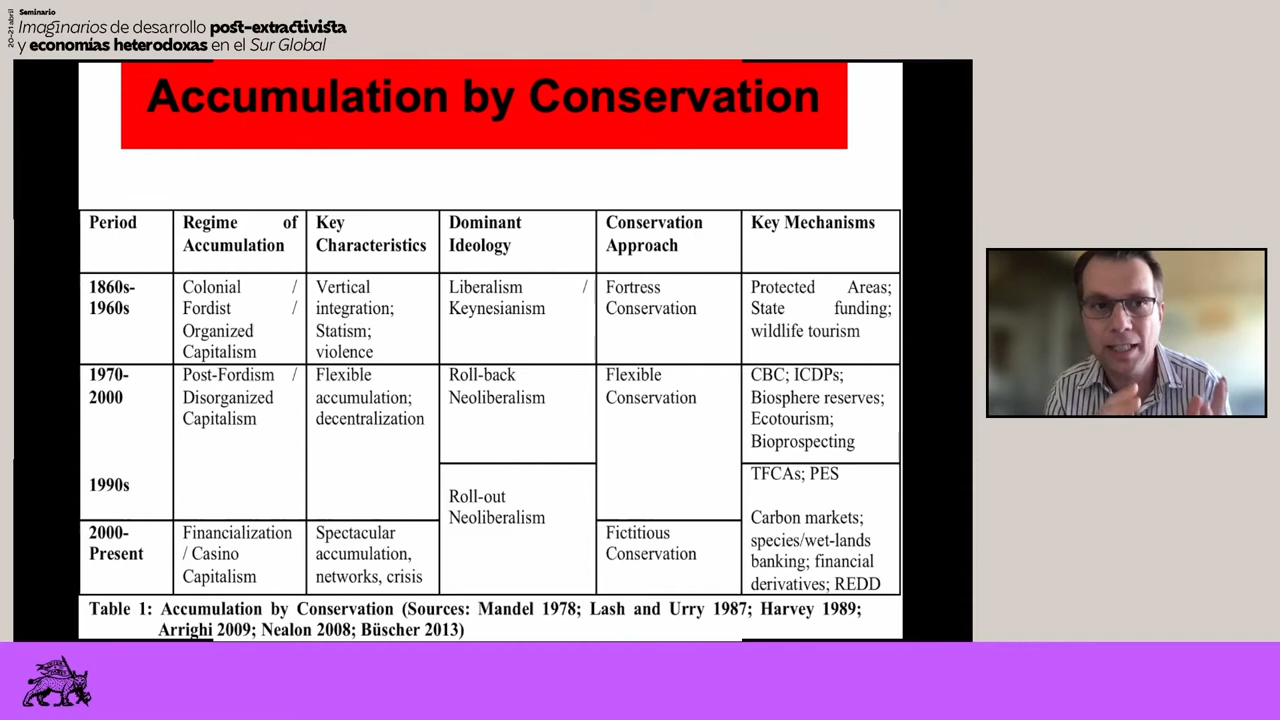 Seminario
20-21 abril
Imaginarios de desarrollo post-extractivista
y economías heterodoxas en el Sur Global
Accumulation by Conservation
Period
Regime of
Accumulation
Key
Characteristics
Dominant
Ideology
Conservation
Approach
Key Mechanisms
1860s-
1960s
Colonial /
Fordist /
Organized
Capitalism
Vertical
integration;
Statism;
violence
Liberalism /
Keynesianism
Fortress
Conservation
Protected Areas;
State funding;
wildlife tourism
1970-
2000
Post-Fordism /
Disorganized
Capitalism
Flexible
accumulation;
decentralization
Roll-back
Neoliberalism
Flexible
Conservation
CBC; ICDPs;
Biosphere reserves;
Ecotourism;
Bioprospecting
1990s
Roll-out
Neoliberalism
TFCAs; PES
2000-
Present
Financialization
/ Casino
Capitalism
Spectacular
accumulation,
networks, crisis
Fictitious
Conservation
Carbon markets;
species/wet-lands
banking; financial
derivatives; REDD
Table 1: Accumulation by Conservation (Sources: Mandel 1978; Lash and Urry 1987; Harvey 1989;
Arrighi 2009; Nealon 2008; Büscher 2013)